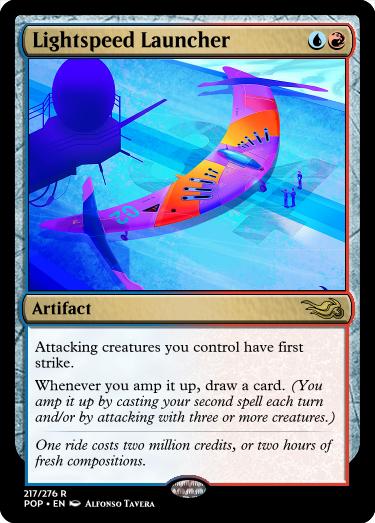 Lightspeed Launcher
Artifact
Attacking creatures you control have first
strike.
Whenever you amp it up, draw a card. (You
amp it up by casting your second spell each turn
and/or by attacking with three or more creatures.)
One ride costs two million credits, or two hours of
fresh compositions.
217/276 R
POP • EN Alfonso Tavera